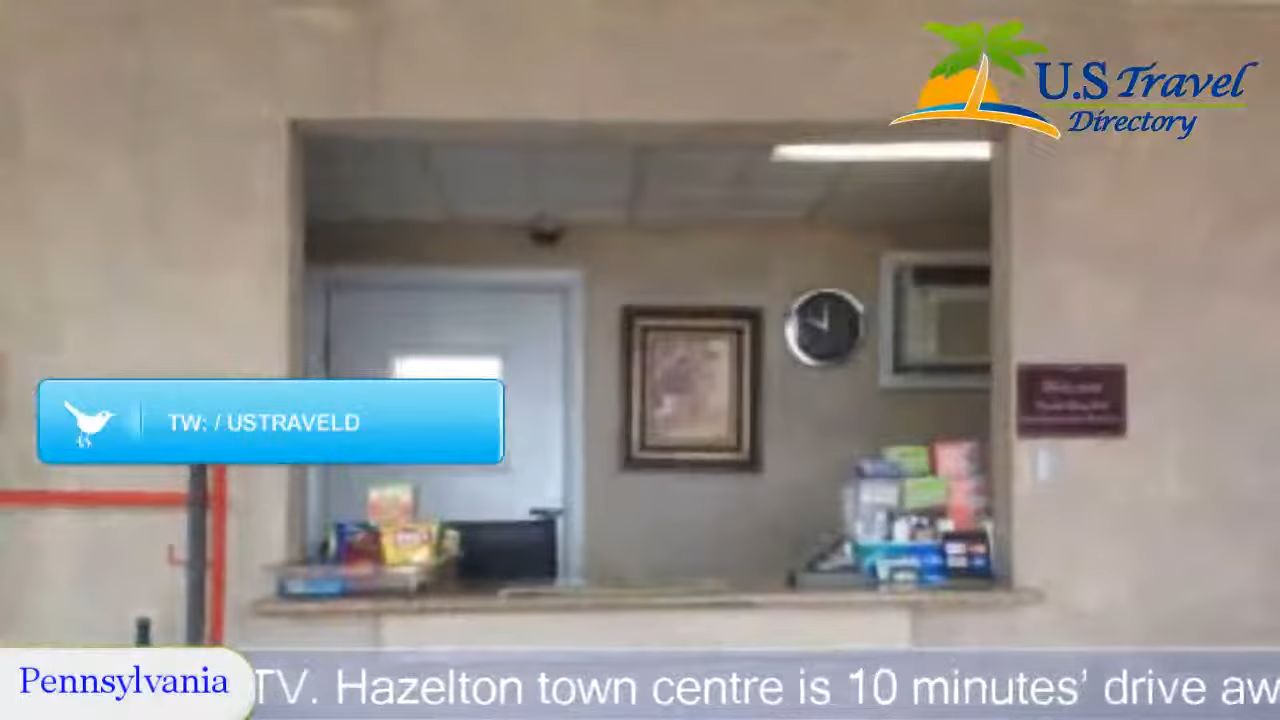 U.S Travel
Directory
TW: / USTRAVELD
Pennsylvania
TV. Hazelton town centre is 10 minutes’ drive aw